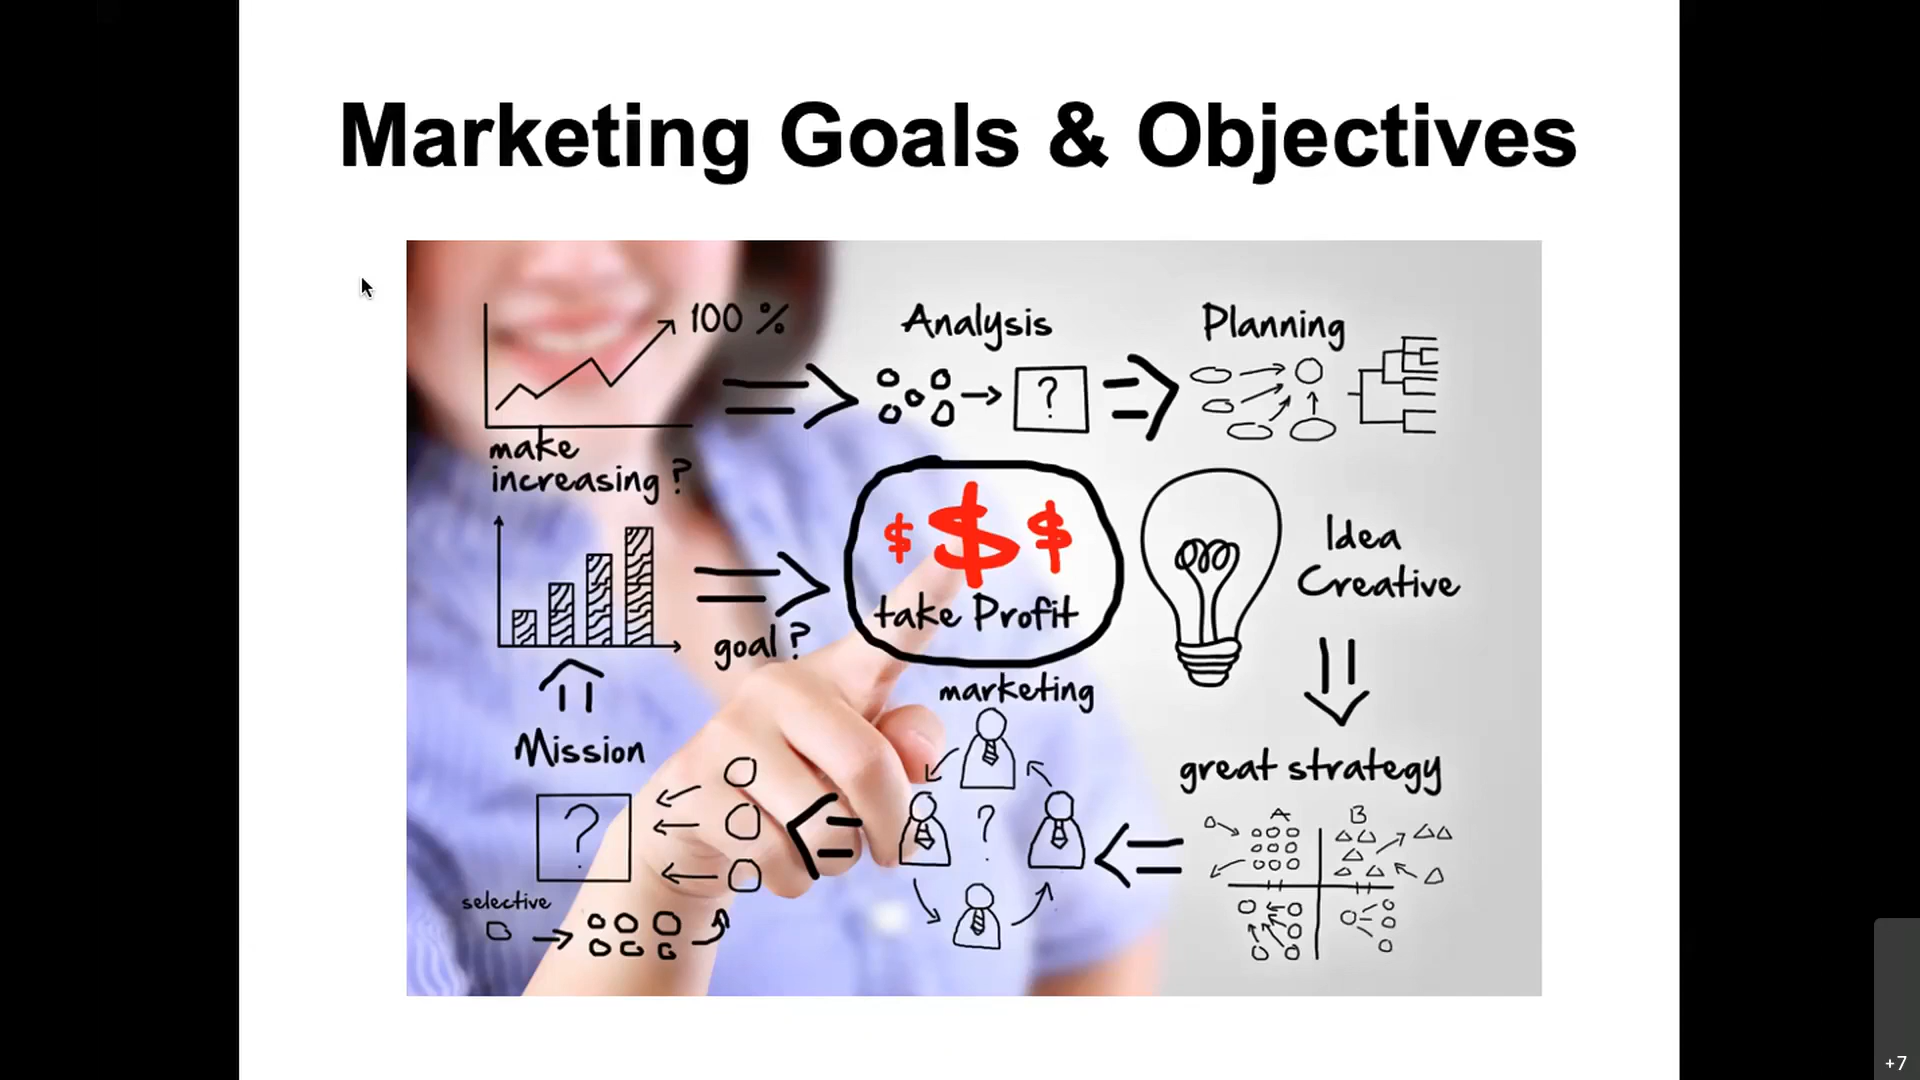 Marketing Goals & Objectives
100 %
Analysis
Planning
?
make
increasing ?
$ $ $
take Profit
Idea
Creative
goal ?
marketing
Mission
great strategy
?
?
A
B
selective
+7